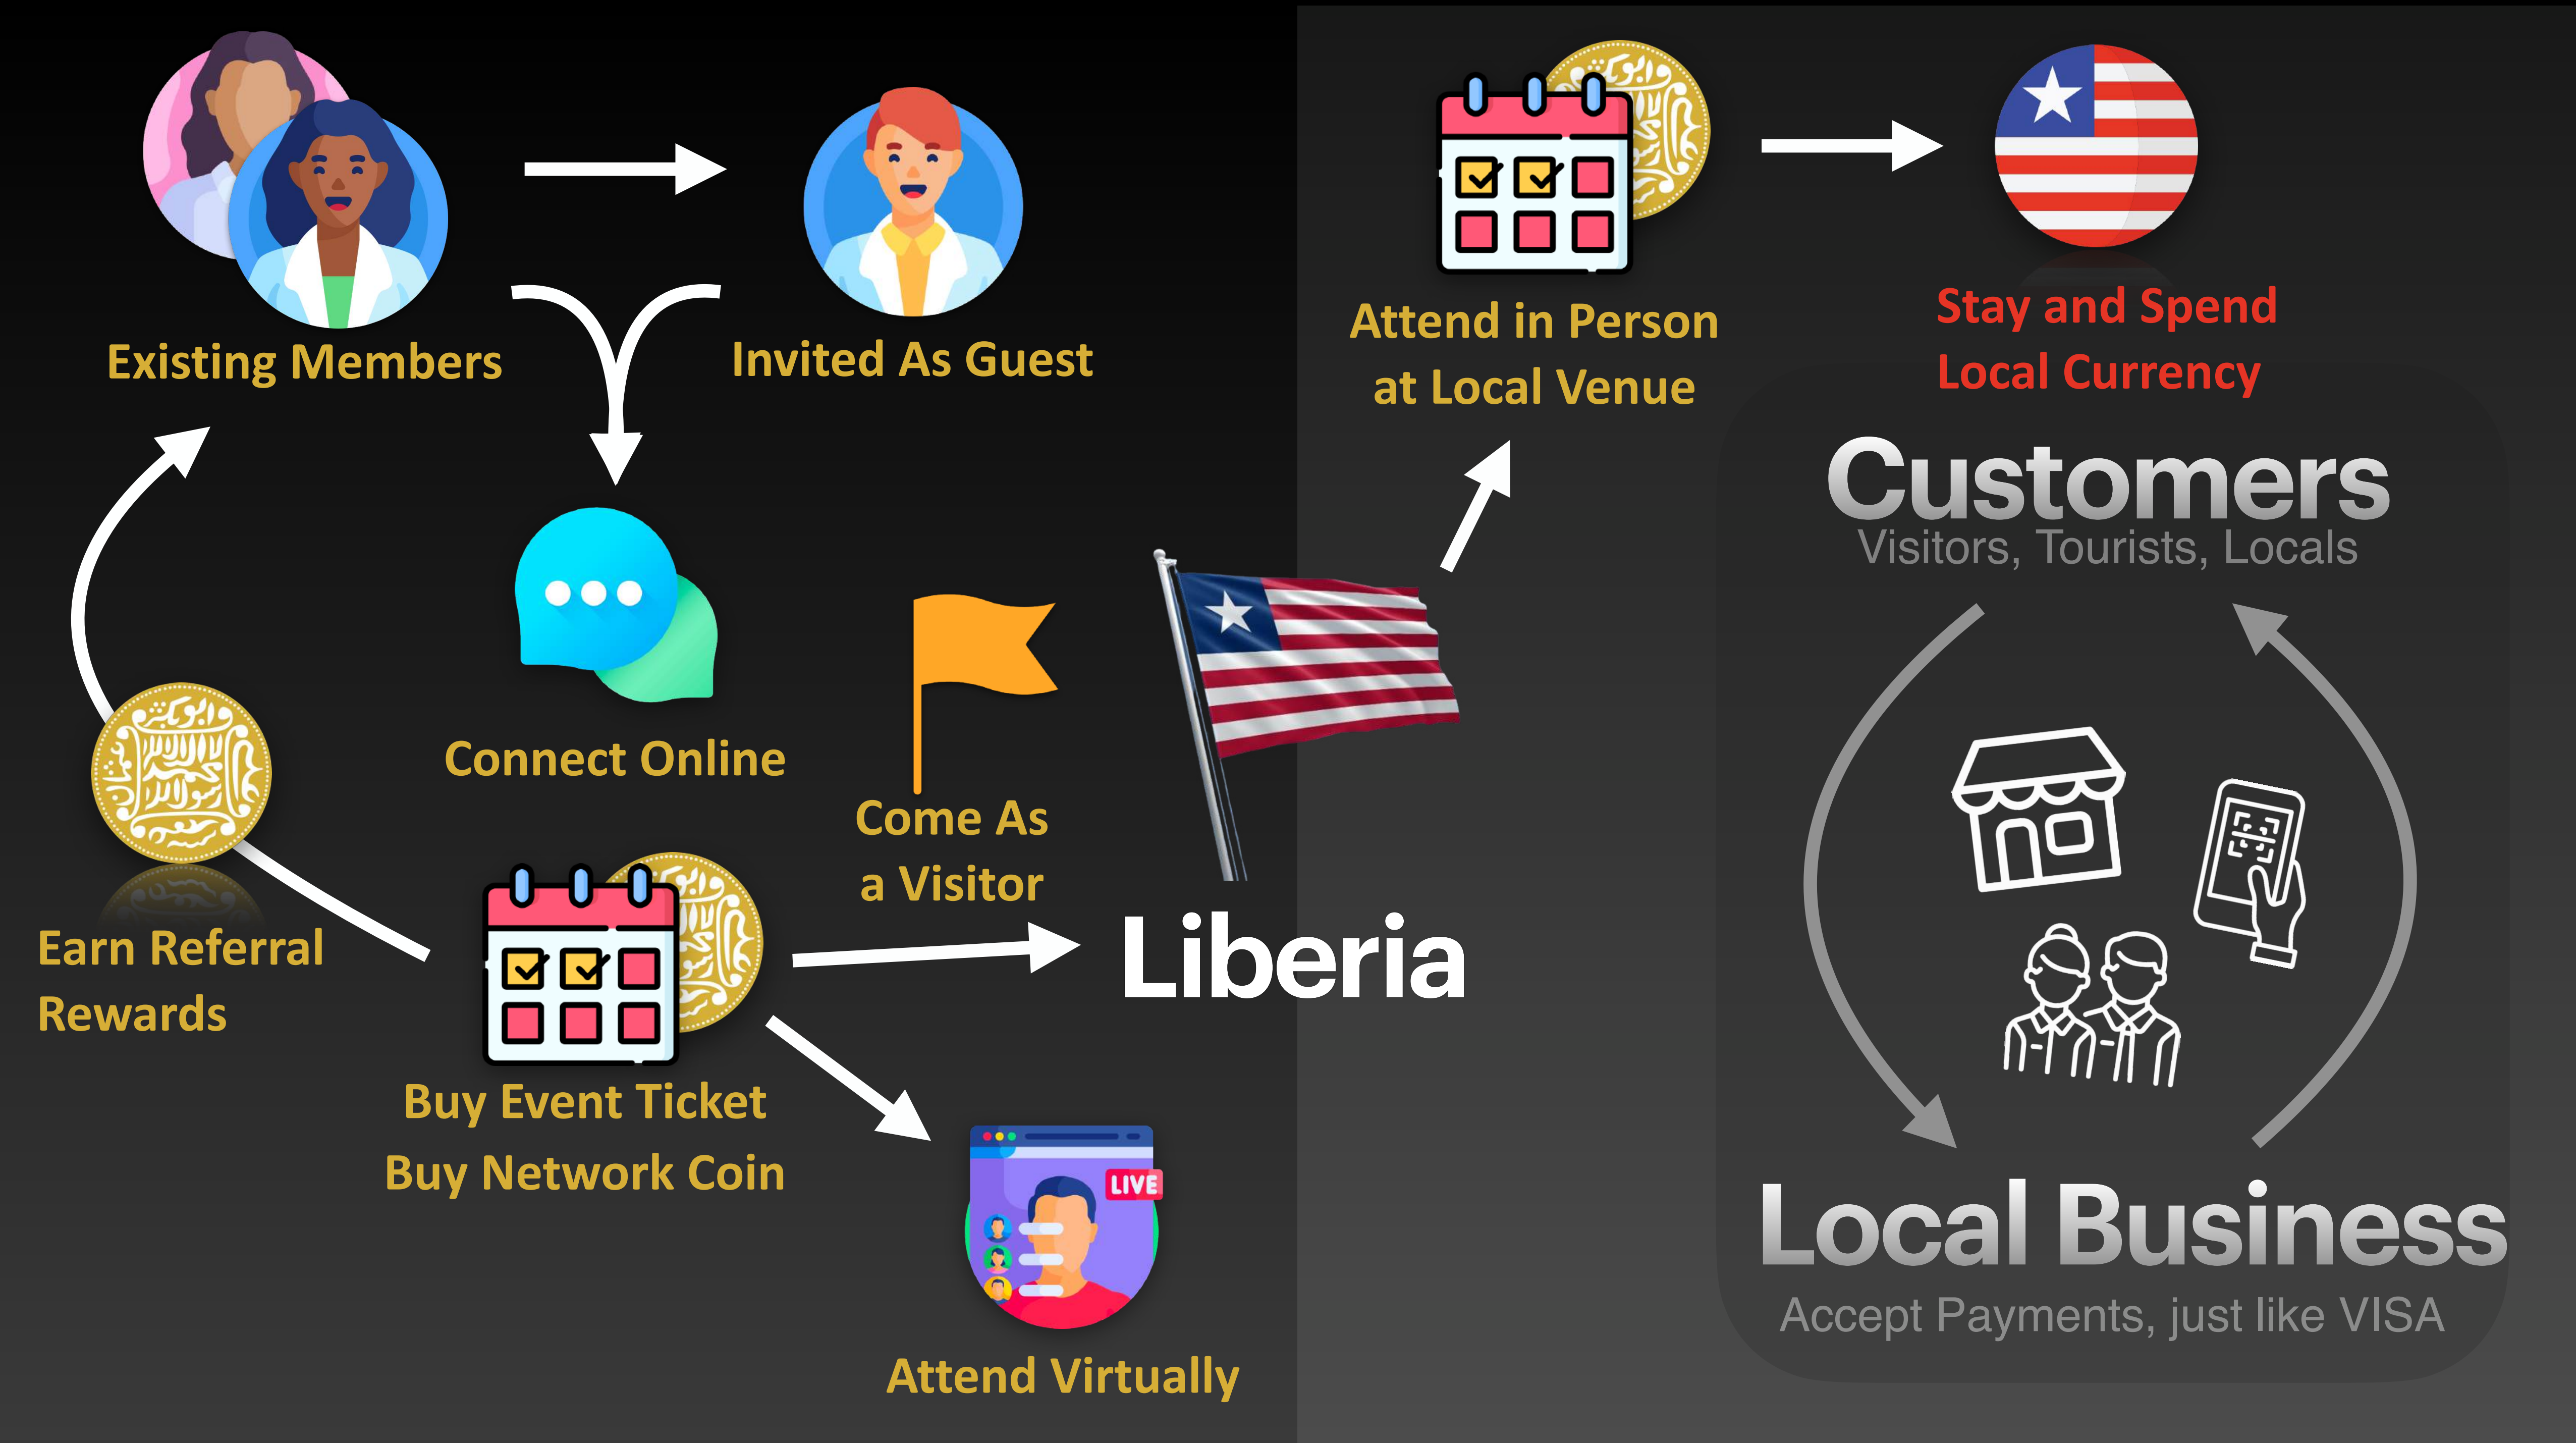 Existing Members
Invited As Guest
Connect Online
Earn Referral
Rewards
Buy Event Ticket
Buy Network Coin
Come As
a Visitor
Liberia
LIVE
Attend Virtually
Attend in Person
at Local Venue
Stay and Spend
Local Currency
Customers
Visitors, Tourists, Locals
Local Business
Accept Payments, just like VISA